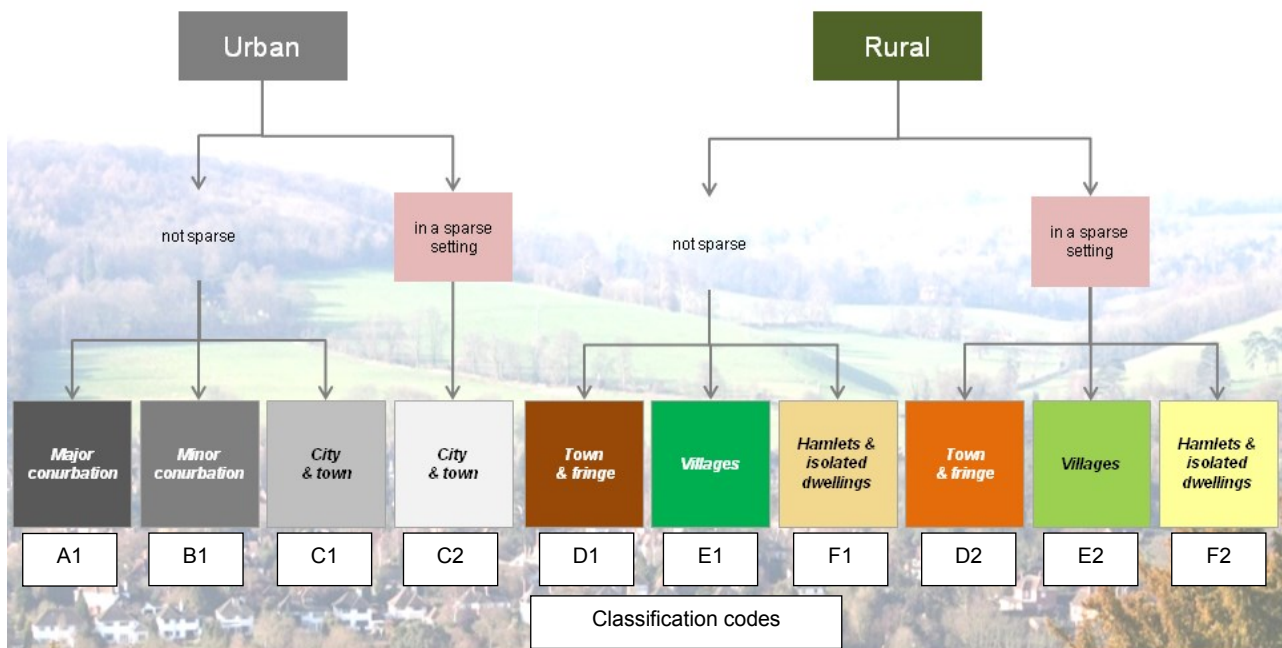 Urban
Rural
not sparse
in a sparse
setting
not sparse
in a sparse
setting
Major
conurbation
Minor
conurbation
City
& town
City
& town
Town
& fringe
Villages
Hamlets &
isolated
dwellings
Town
& fringe
Villages
Hamlets &
isolated
dwellings
A1
B1
C1
C2
D1
E1
F1
D2
E2
F2
Classification codes